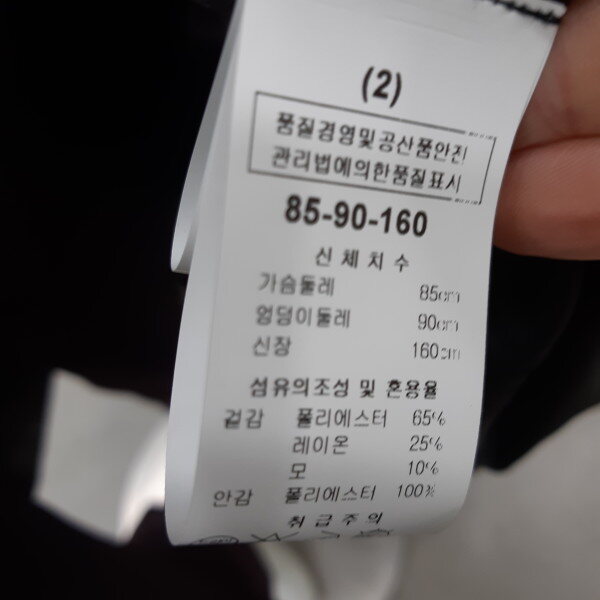 (2)
품질경영및공산품안전
관리법에의한품질표시
85-90-160
신체치수
가슴둘레 85cm
엉덩이둘레 90cm
신장 160cm
섬유의조성 및 혼용율
겉감 폴리에스터 65%
레이온 25%
모 10%
안감 폴리에스터 100%
취급주의